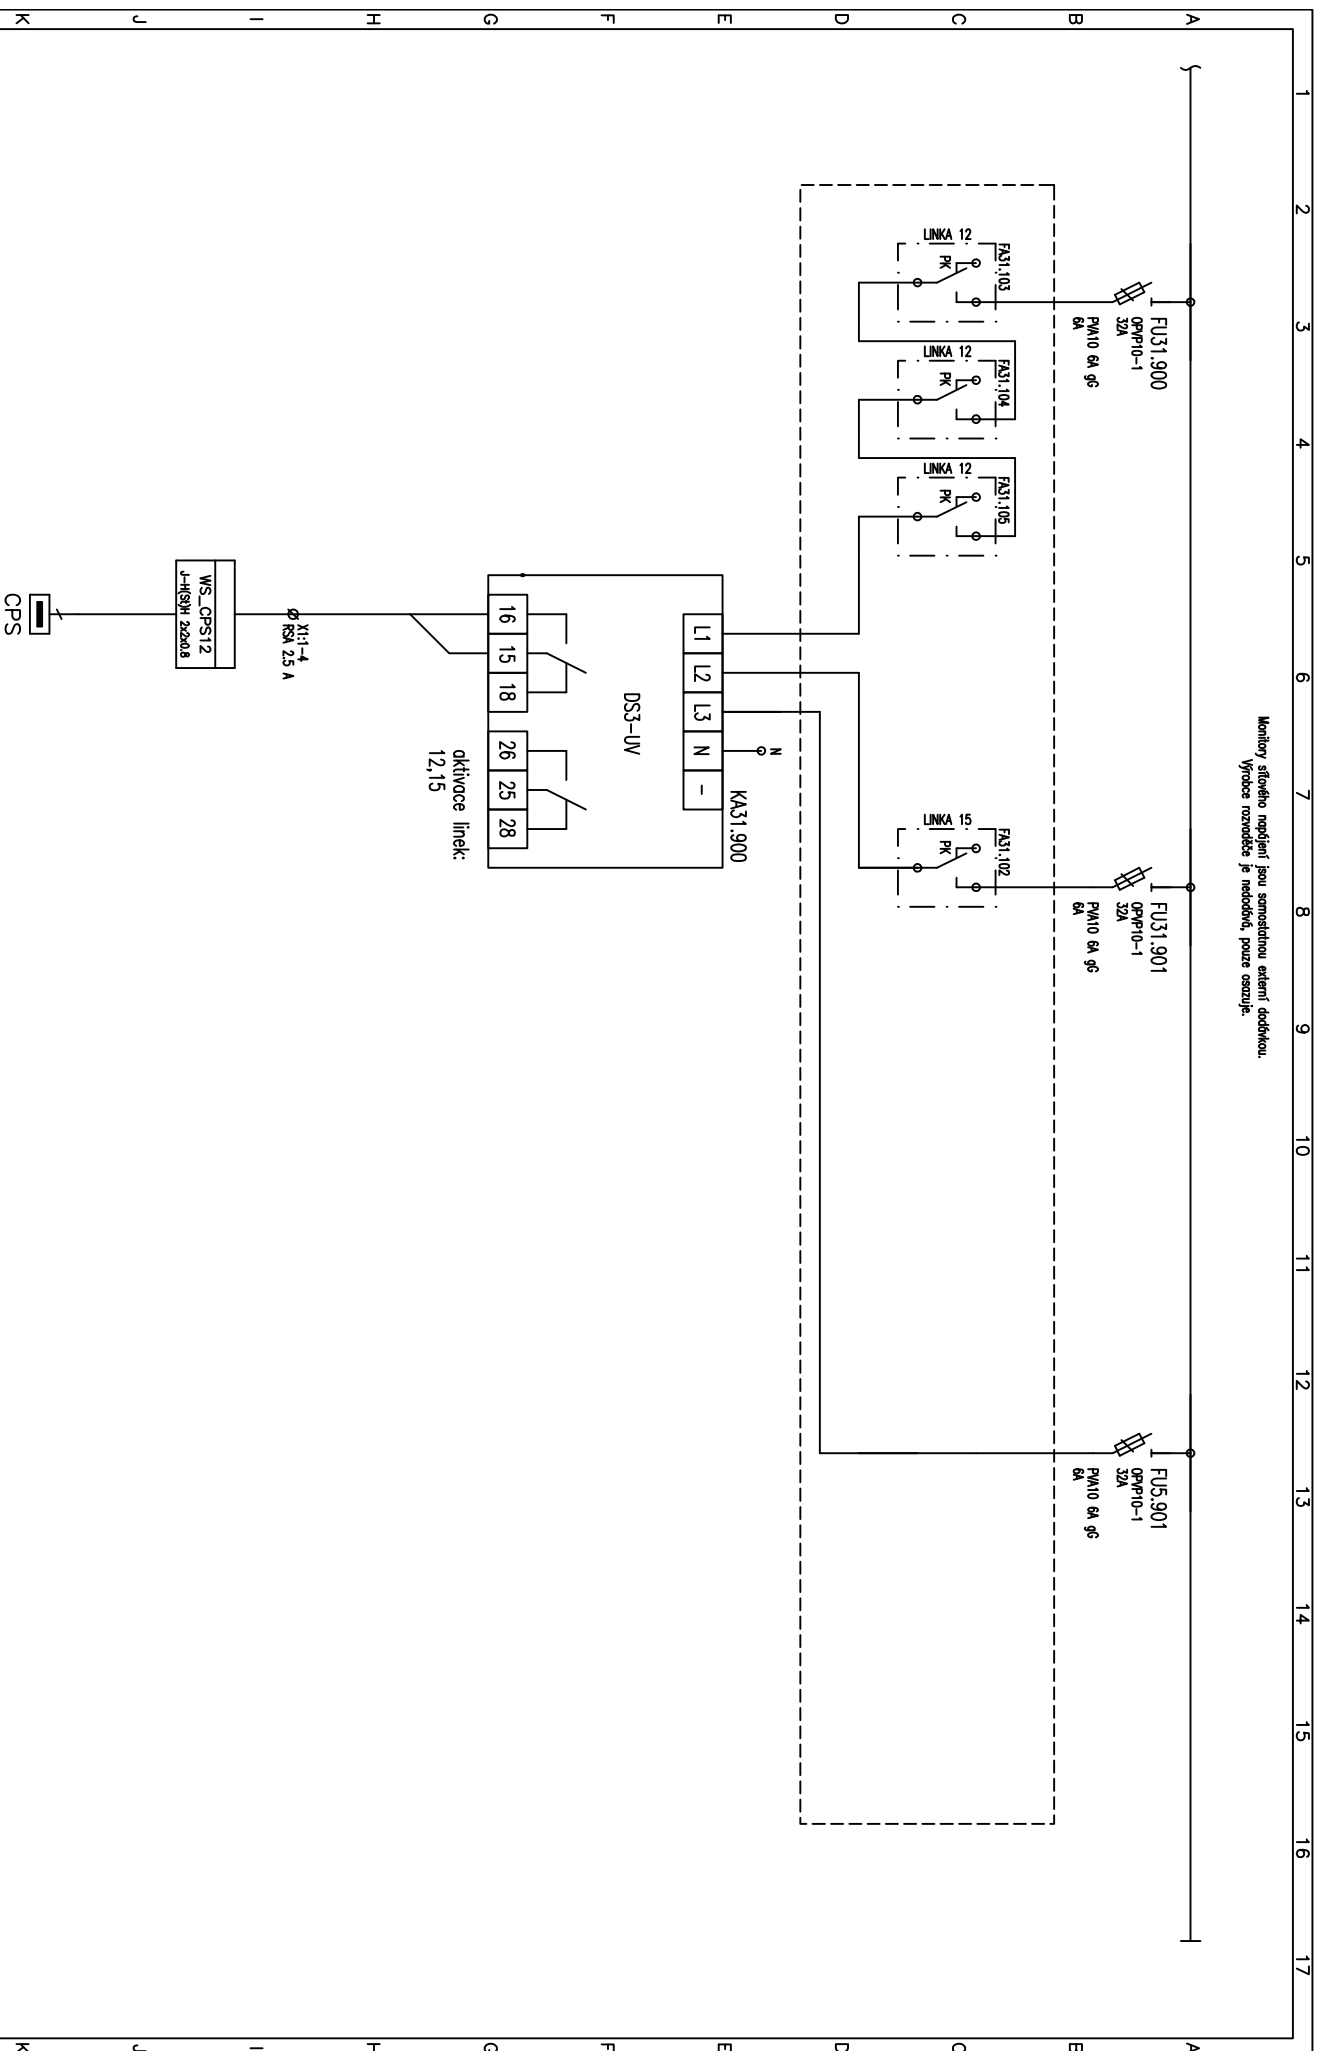 1 2 3 4 5 6 7 8 9 10 11 12 13 14 15 16 17
Monitory síťového napájení jsou samostatnou externí dodávkou.
Výrobce rozvaděče je nedodává, pouze osazuje.
A
A
FU31.900
OPVP10-1
32A
PVA10 6A gG
6A
FU31.901
OPVP10-1
32A
PVA10 6A gG
6A
FU5.901
OPVP10-1
32A
PVA10 6A gG
6A
B
B
FA31.103
PK
LINKA 12
FA31.104
PK
LINKA 12
FA31.105
PK
LINKA 12
FA31.102
PK
LINKA 15
C
C
D
D
N
KA31.900
E
E
L1 L2 L3 N -
DS3-UV
F
F
16 15 18 26 25 28
G
G
aktivace linek:
12,15
H
H
X1:1-4
RSA 2.5 A
I
I
WS_CPS12
J-H(St)H 2x2x0.8
J
J
CPS
K
K